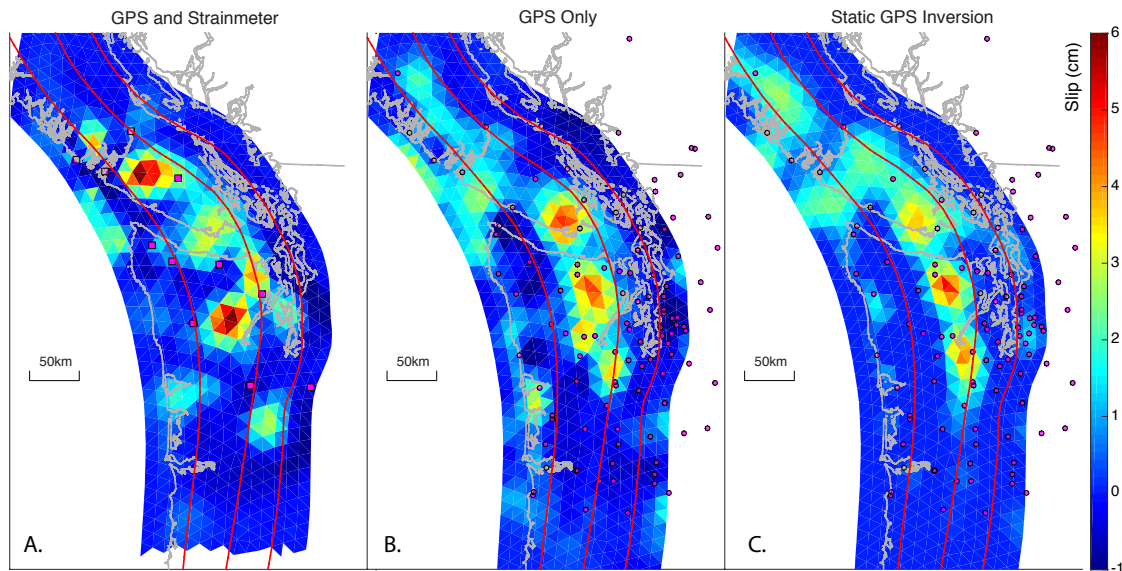 GPS and Strainmeter
GPS Only
Static GPS Inversion
50km
50km
50km
A.
B.
C.
Slip (cm)
6
5
4
3
2
1
0
-1